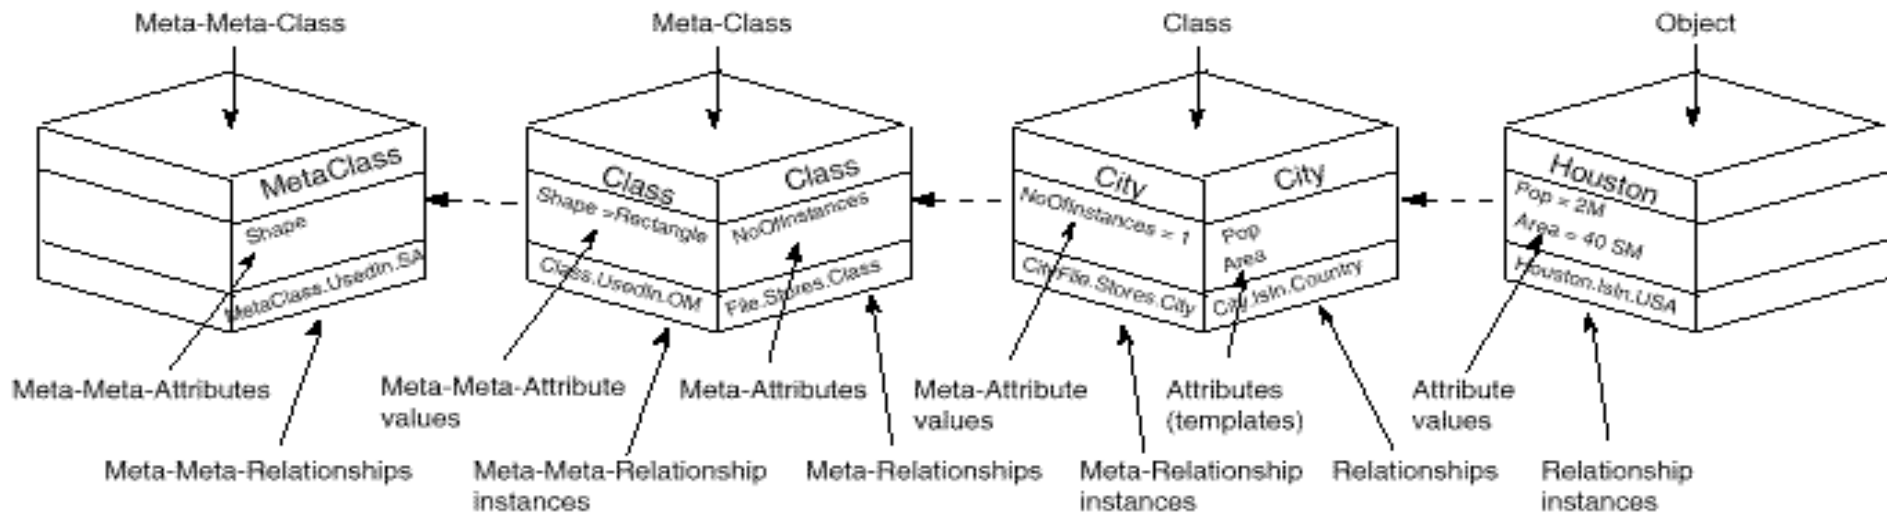 Meta-Meta-Class
Meta-Class
Class
Object
MetaClass
Shape
MetaClass.UsedIn.SA
Class
Shape =Rectangle
Class.UsedIn.OM
Class
NoOfInstances
File.Stores.Class
City
NoOfInstances = 1
CityFile.Stores.City
City
Pop
Area
City.IsIn.Country
Houston
Pop = 2M
Area = 40 SM
Houston.IsIn.USA
Meta-Meta-Attributes
Meta-Meta-Attribute
values
Meta-Attributes
Meta-Attribute
values
Attributes
(templates)
Attribute
values
Meta-Meta-Relationships
Meta-Meta-Relationship
instances
Meta-Relationships
Meta-Relationship
instances
Relationships
Relationship
instances